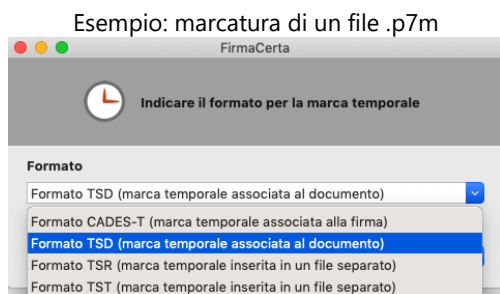 Esempio: marcatura di un file .p7m
FirmaCerta
Indicare il formato per la marca temporale
Formato
Formato TSD (marca temporale associata al documento)
Formato CADES-T (marca temporale associata alla firma)
Formato TSD (marca temporale associata al documento)
Formato TSR (marca temporale inserita in un file separato)
Formato TST (marca temporale inserita in un file separato)